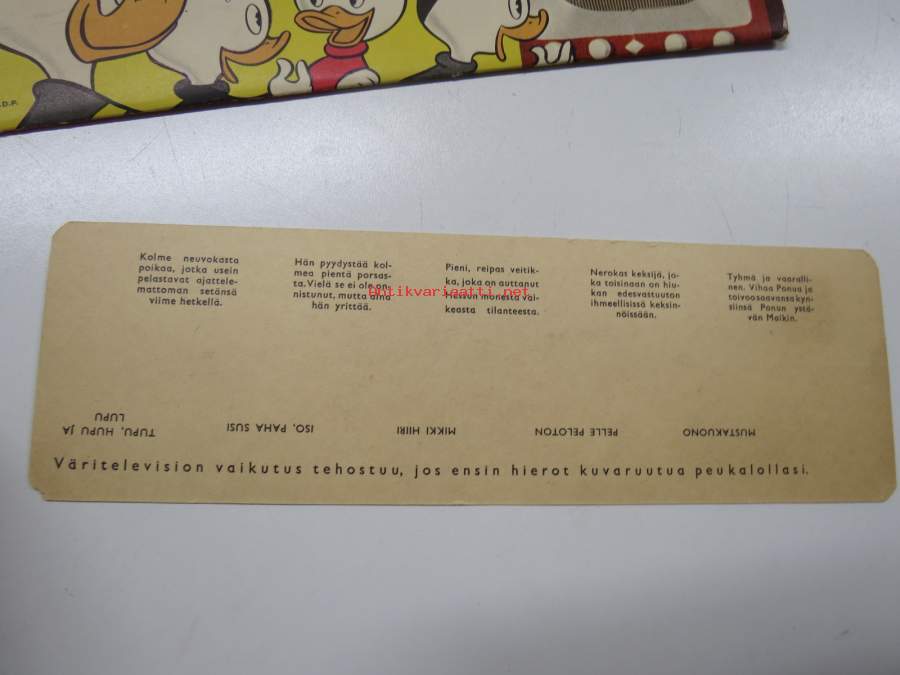 .D.P.
Kolme neuvokasta
poikaa, jotka usein
pelastavat ajattele-
mattoman setänsä
viime hetkellä.
Hän pyydystää kol-
mea pientä porsas-
ta. Vielä se ei ole on-
nistunut, mutta aina
hän yrittää.
Pieni, reipas veitik-
ka, joka on auttanut
Hessun monesta vai-
keasta tilanteesta.
Nerokas keksijä, jo-
ka toisinaan on hiu-
kan edesvastuuton
ihmeellisissä keksin-
nöissään.
Tyhmä ja vaaralli-
nen. Vihaa Ponua ja
toivoo saavansa kyn-
siinsä Ponun ystä-
vän Maikin.
antikvariaatti.net
TUPU, HUPU JA
LUPU
ISO, PAHA SUSI
MIKKI HIIRI
PELLE PELOTON
MUSTAKUONO
Väritelevision vaikutus tehostuu, jos ensin hierot kuvaruutua peukalollasi.